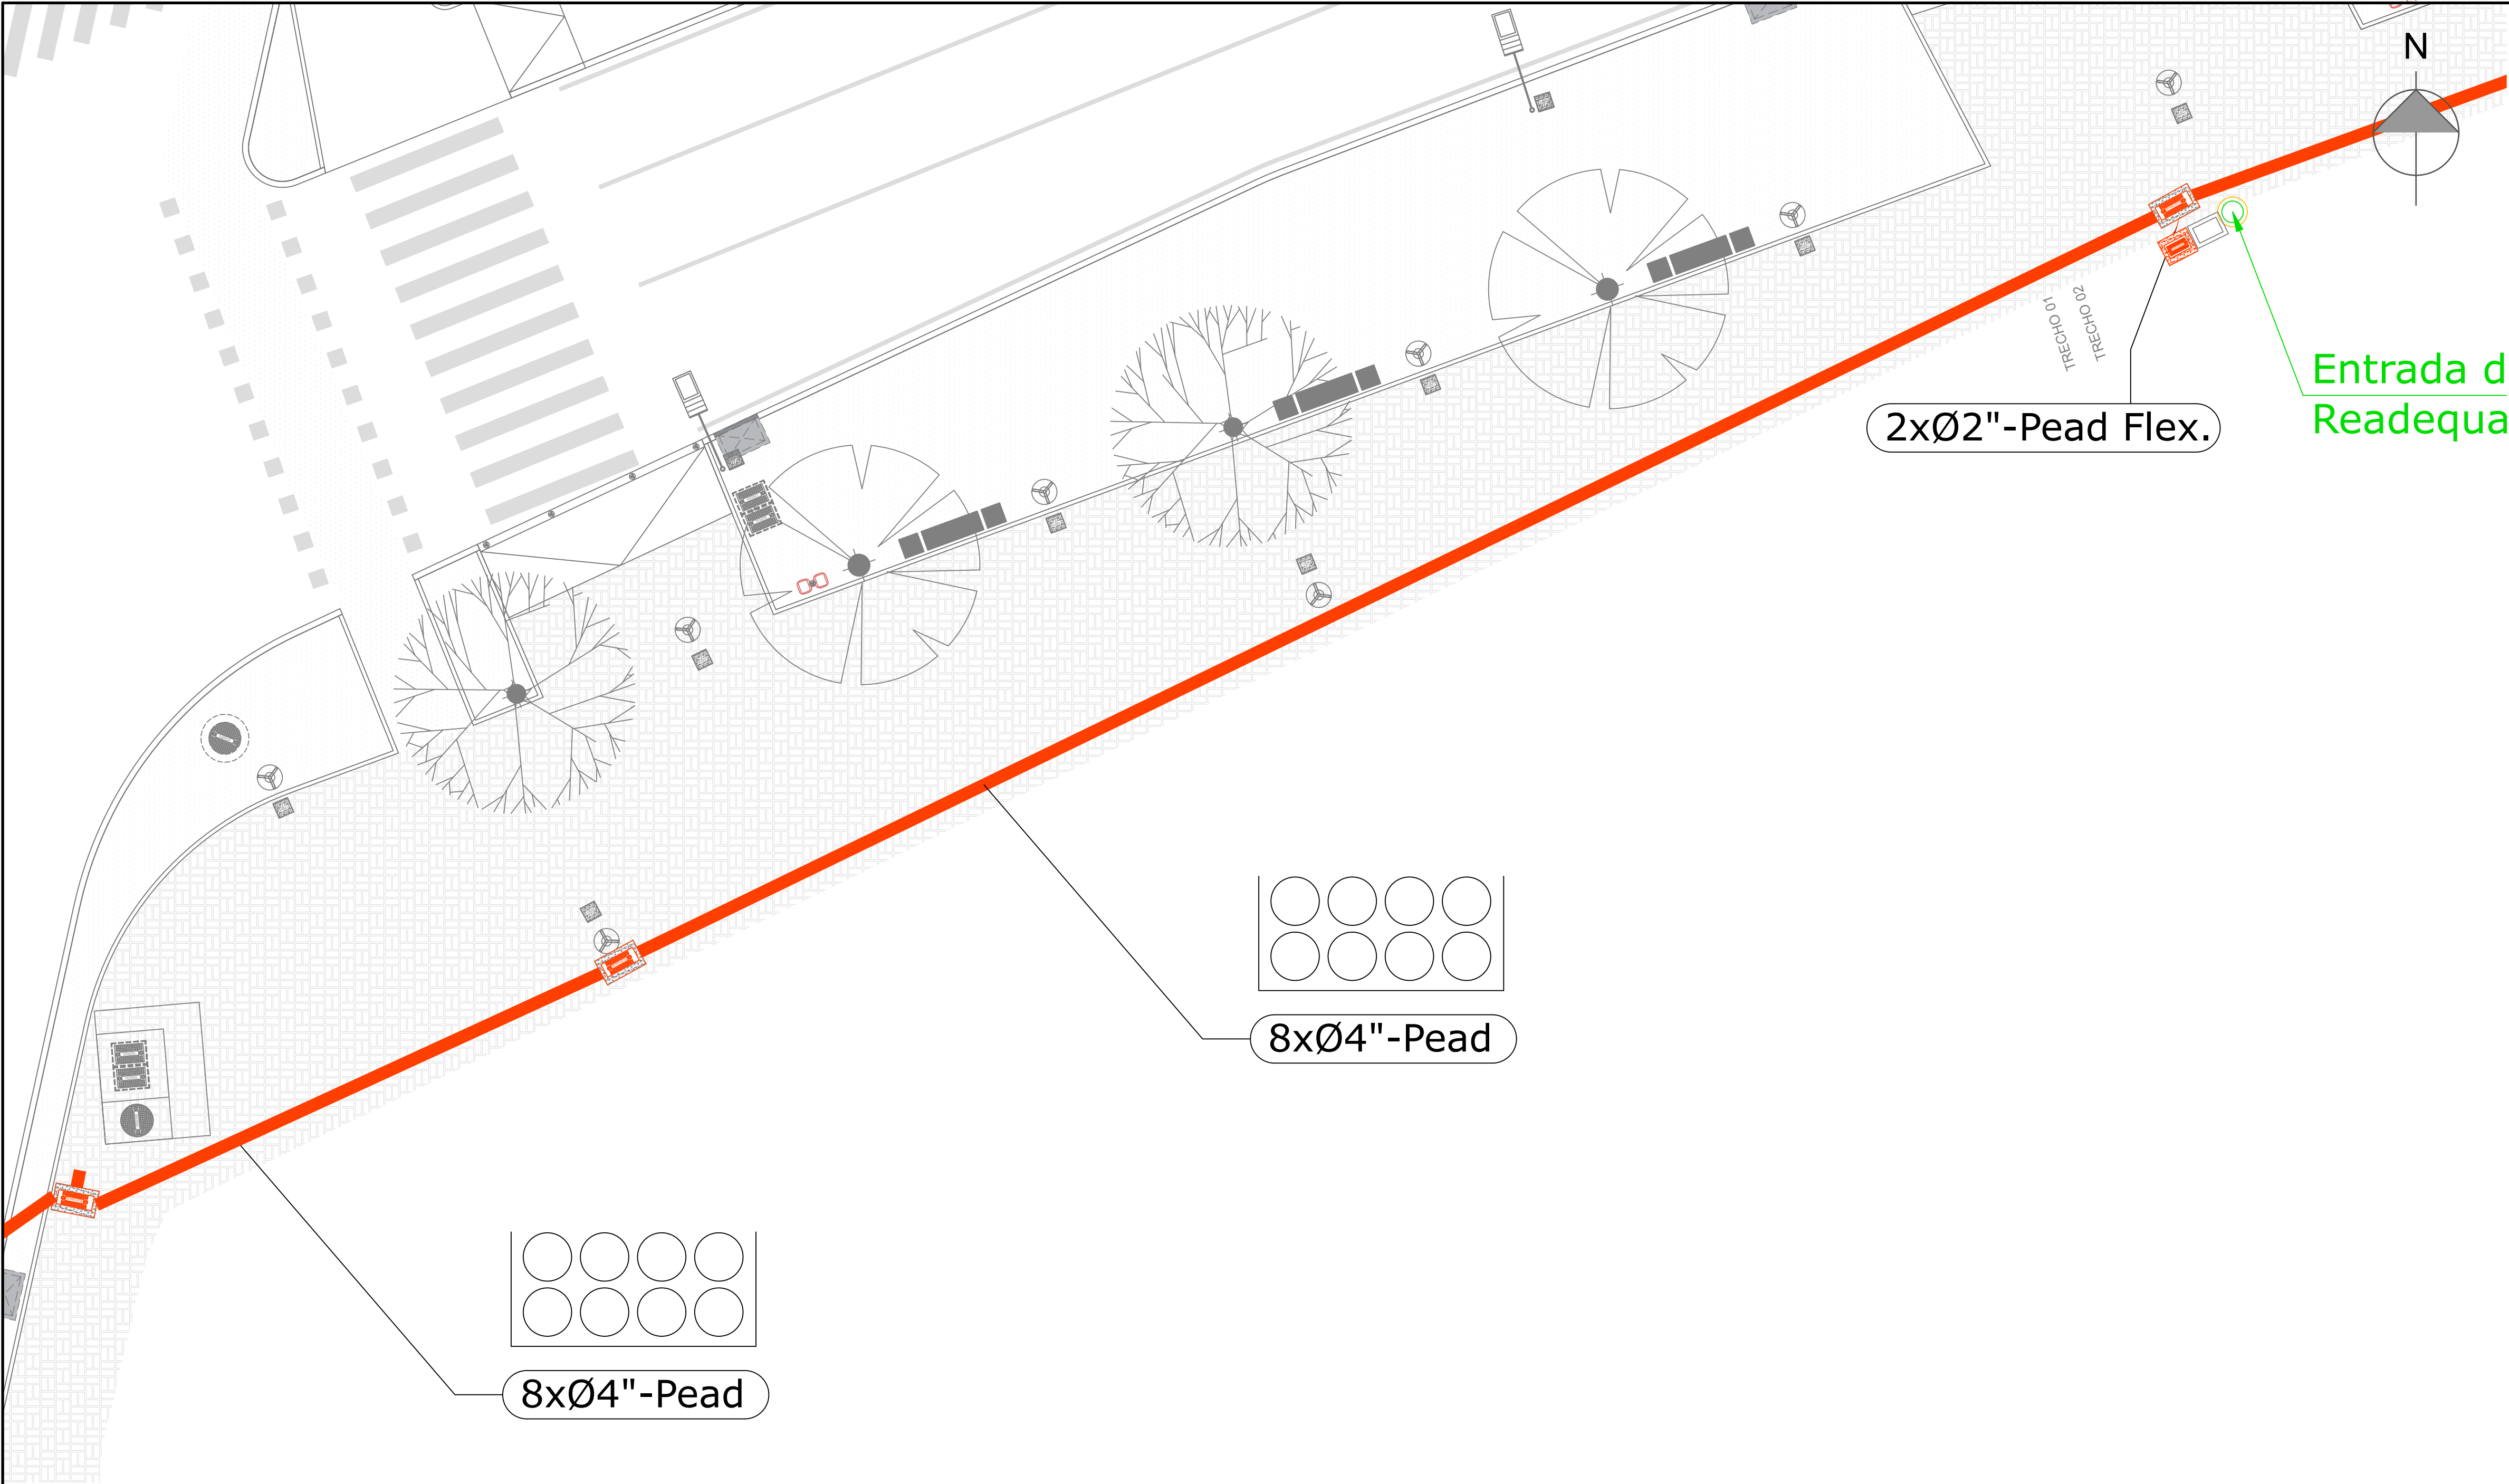 N
TRECHO 01
TRECHO 02
Entrada d
Readequa
2xØ2"-Pead Flex.
8xØ4"-Pead
8xØ4"-Pead